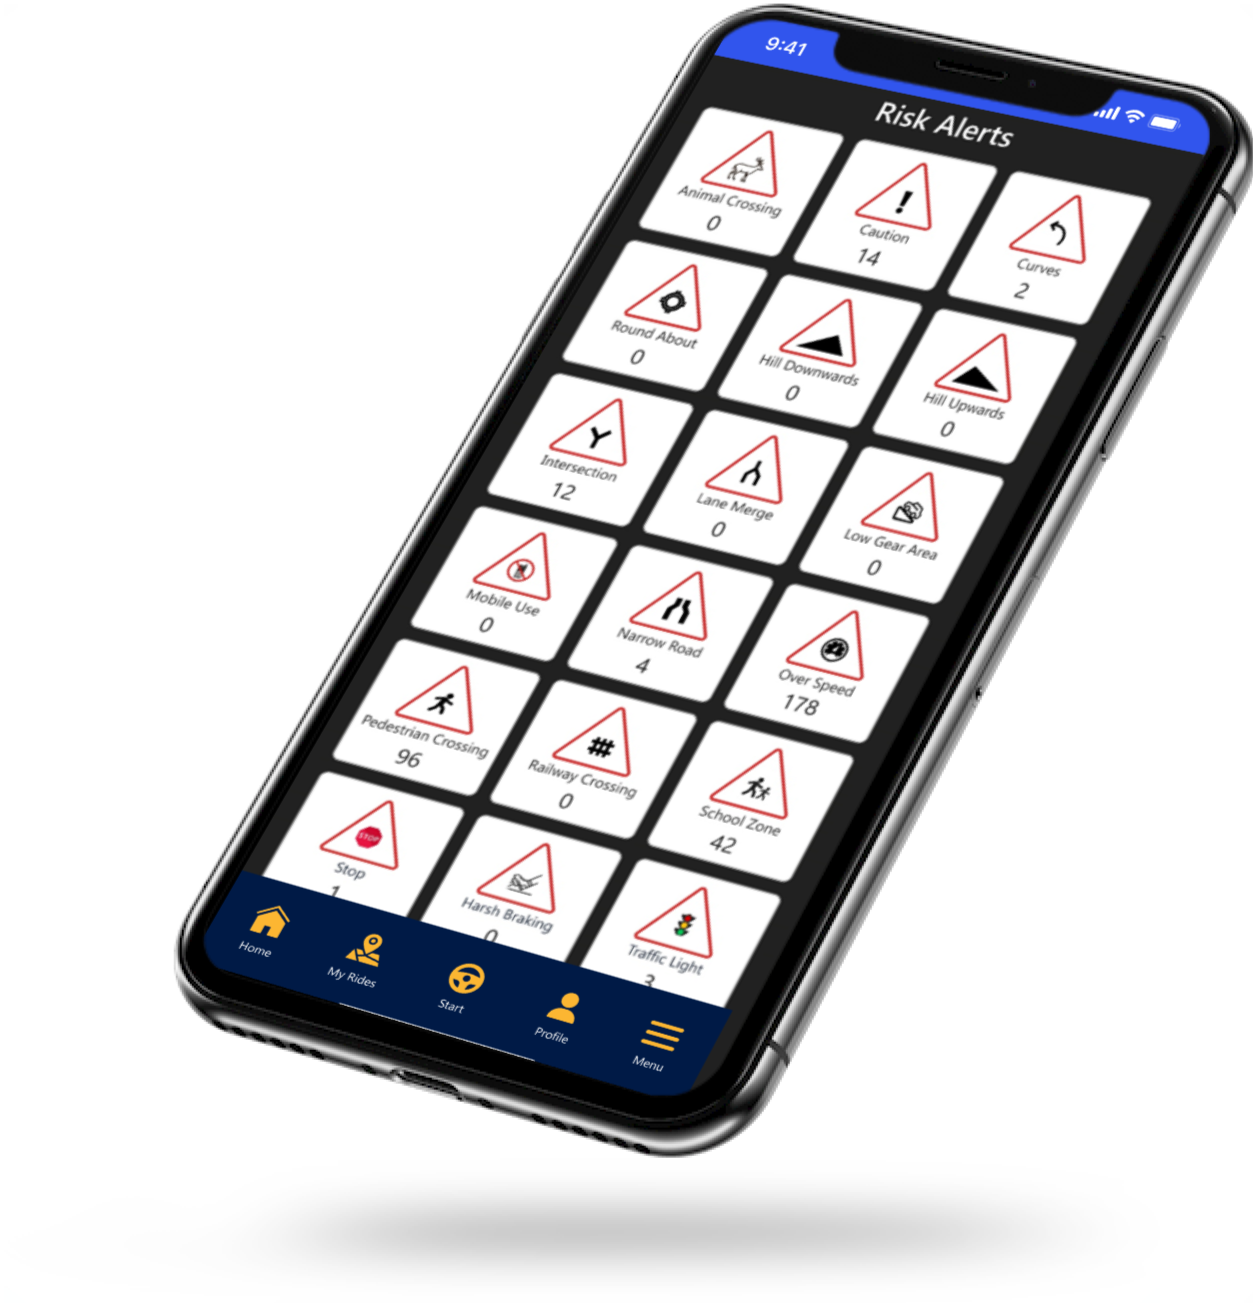 9:41
Risk Alerts
Animal Crossing
0
Caution
14
Curves
2
Round About
0
Hill Downwards
0
Hill Upwards
0
Intersection
12
Lane Merge
0
Low Gear Area
0
Mobile Use
0
Narrow Road
4
Over Speed
178
Pedestrian Crossing
96
Railway Crossing
0
School Zone
42
STOP
Stop
1
Harsh Braking
0
Traffic Light
3
Home
My Rides
Start
Profile
Menu